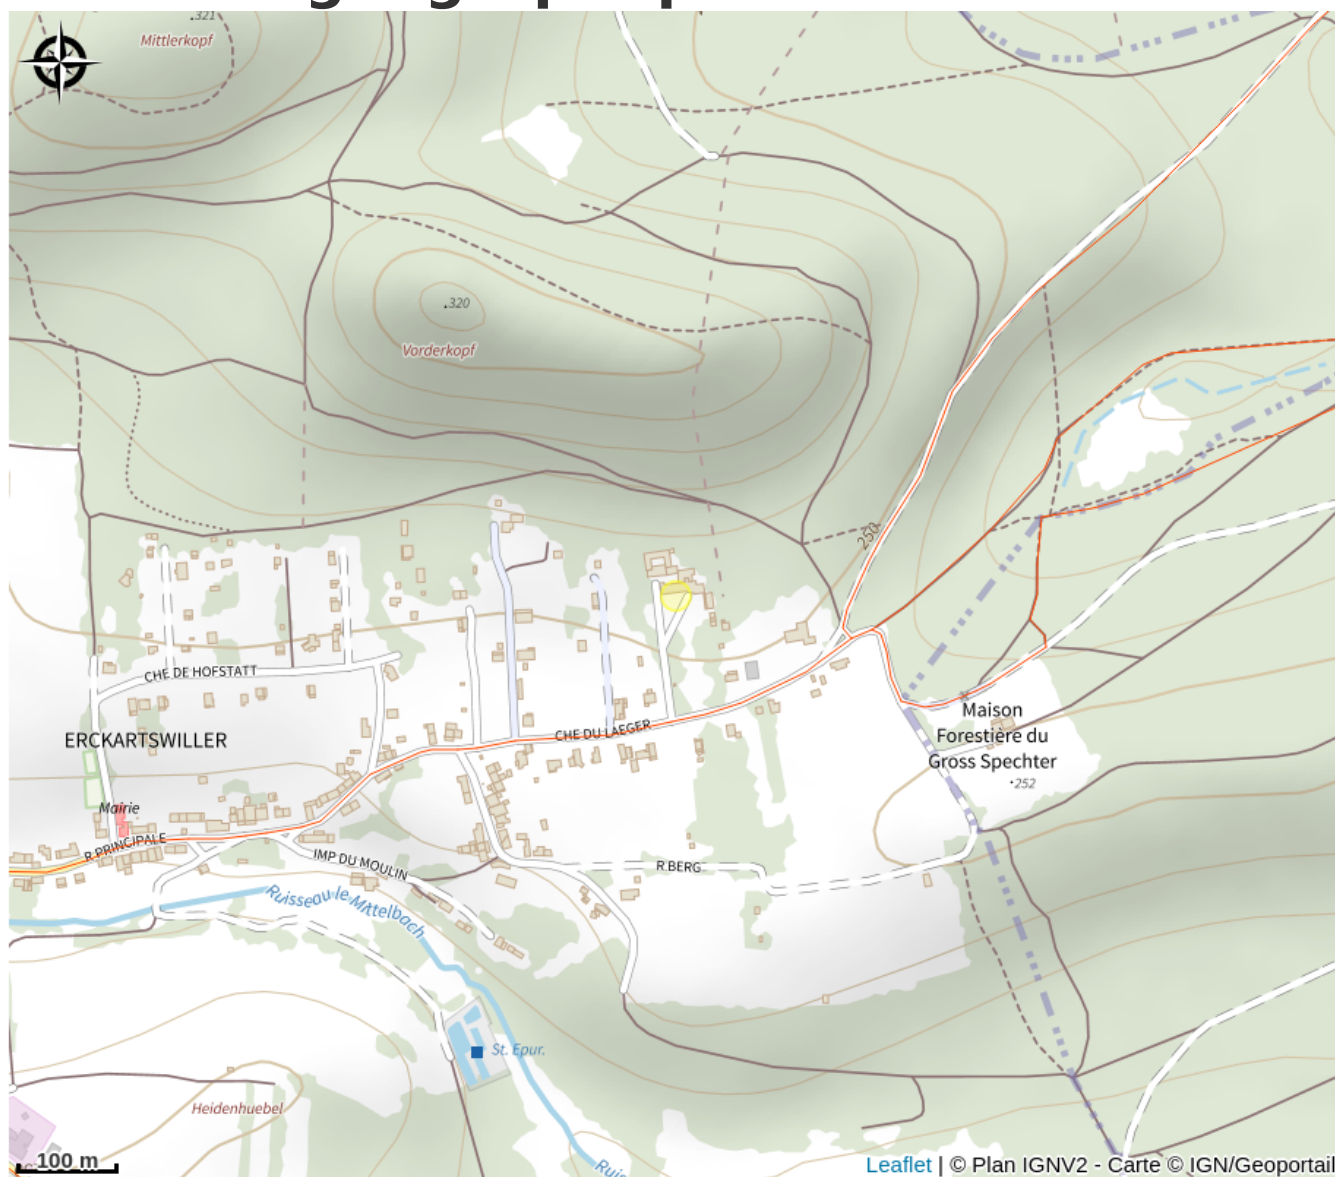 .321
Mittlerkopf
.320
Vorderkopf
250
CHE DE HOFSTATT
CHE DU LAEGER
ERCKARTSWILLER
Maison
Forestière du
Gross Spechter
·252
Mairie
R PRINCIPALE
IMP DU MOULIN
R BERG
Ruisseau le Mittelbach
St. Epur.
Heidenhuebel
100 m
Leaflet | © Plan IGNV2 - Carte © IGN/Geoportail